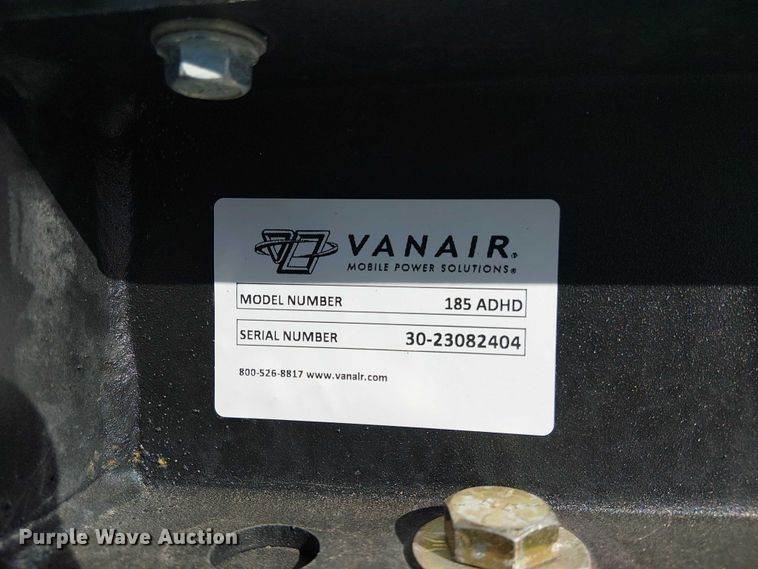 VANAIR®
MOBILE POWER SOLUTIONS®
MODEL NUMBER 185 ADHD
SERIAL NUMBER 30-23082404
800-526-8817 www.vanair.com
Purple Wave Auction